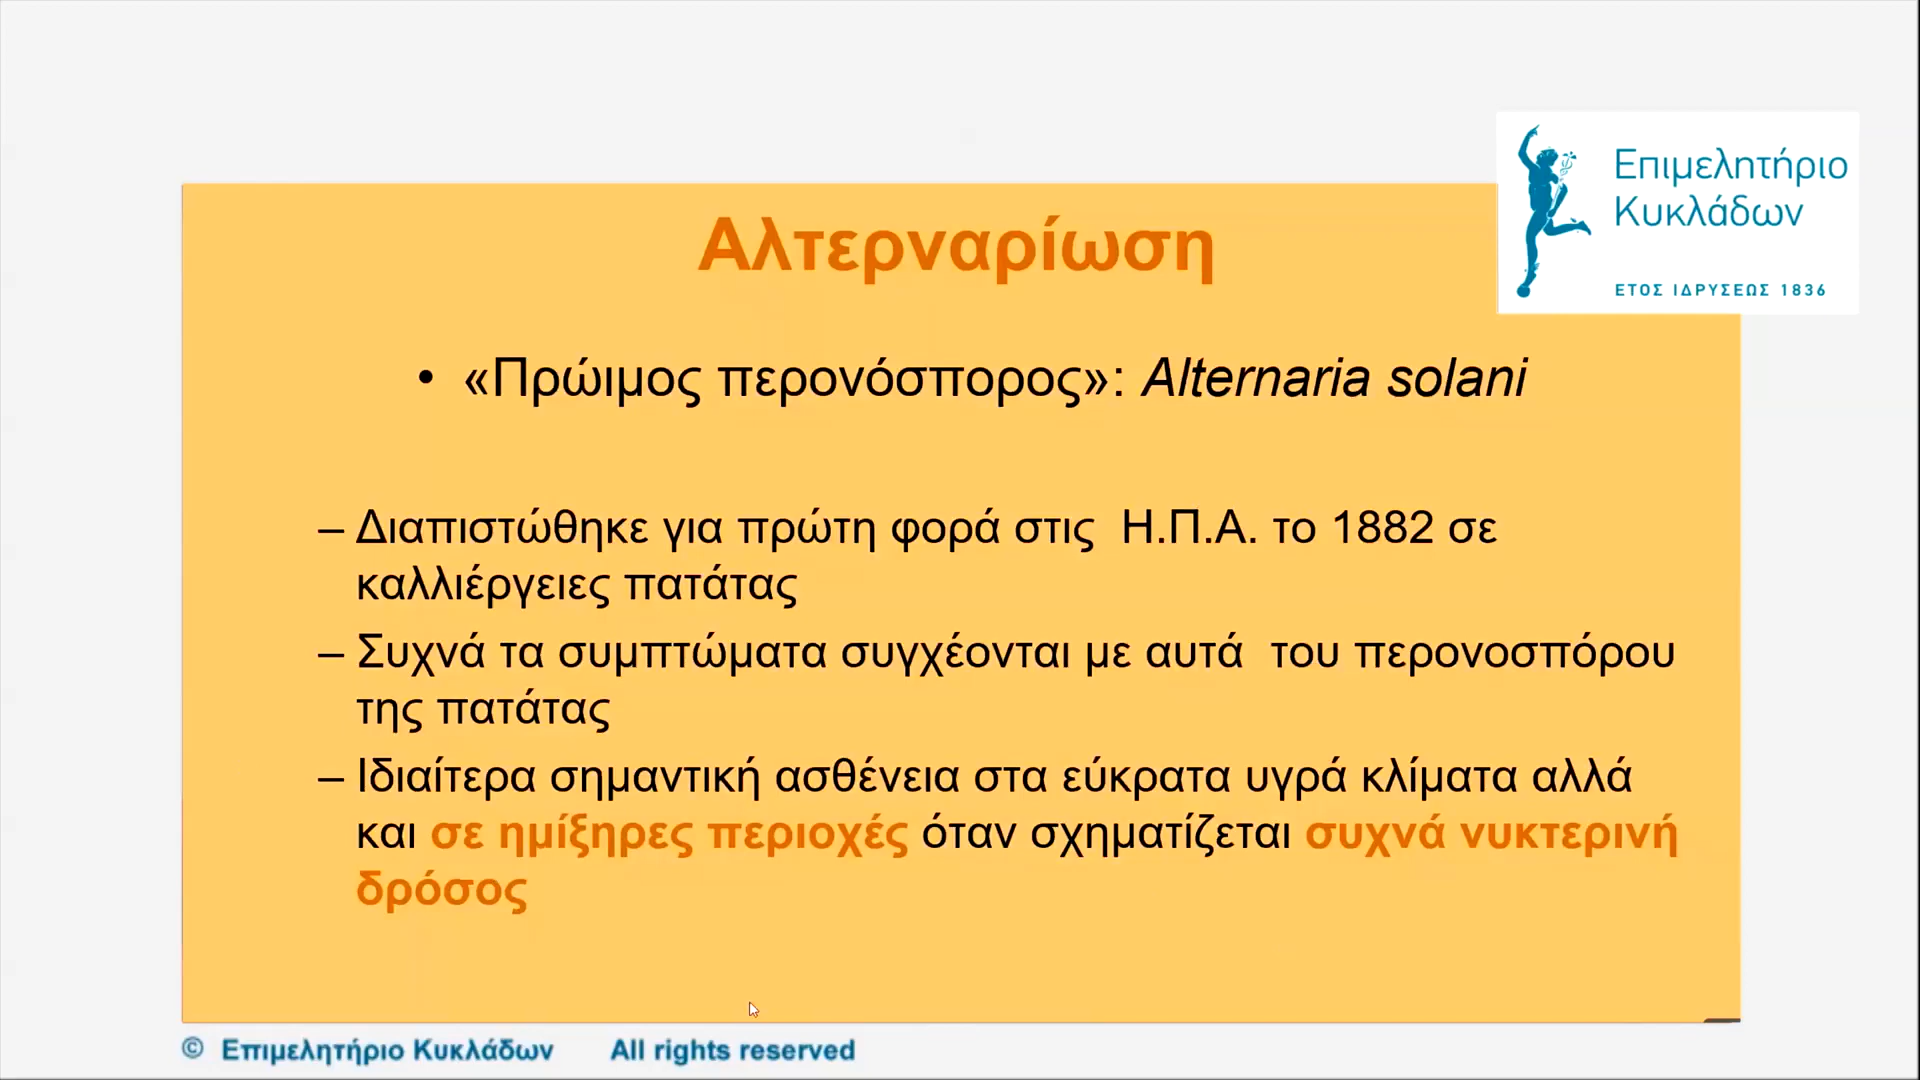 Επιμελητήριο
Κυκλάδων
ΕΤΟΣ ΙΔΡΥΣΕΩΣ 1836
Αλτερναρίωση
• «Πρώιμος περονόσπορος»: Alternaria solani
– Διαπιστώθηκε για πρώτη φορά στις Η.Π.Α. το 1882 σε
καλλιέργειες πατάτας
– Συχνά τα συμπτώματα συγχέονται με αυτά του περονοσπόρου
της πατάτας
– Ιδιαίτερα σημαντική ασθένεια στα εύκρατα υγρά κλίματα αλλά
και σε ημίξηρες περιοχές όταν σχηματίζεται συχνά νυκτερινή
δρόσος
© Επιμελητήριο Κυκλάδων All rights reserved